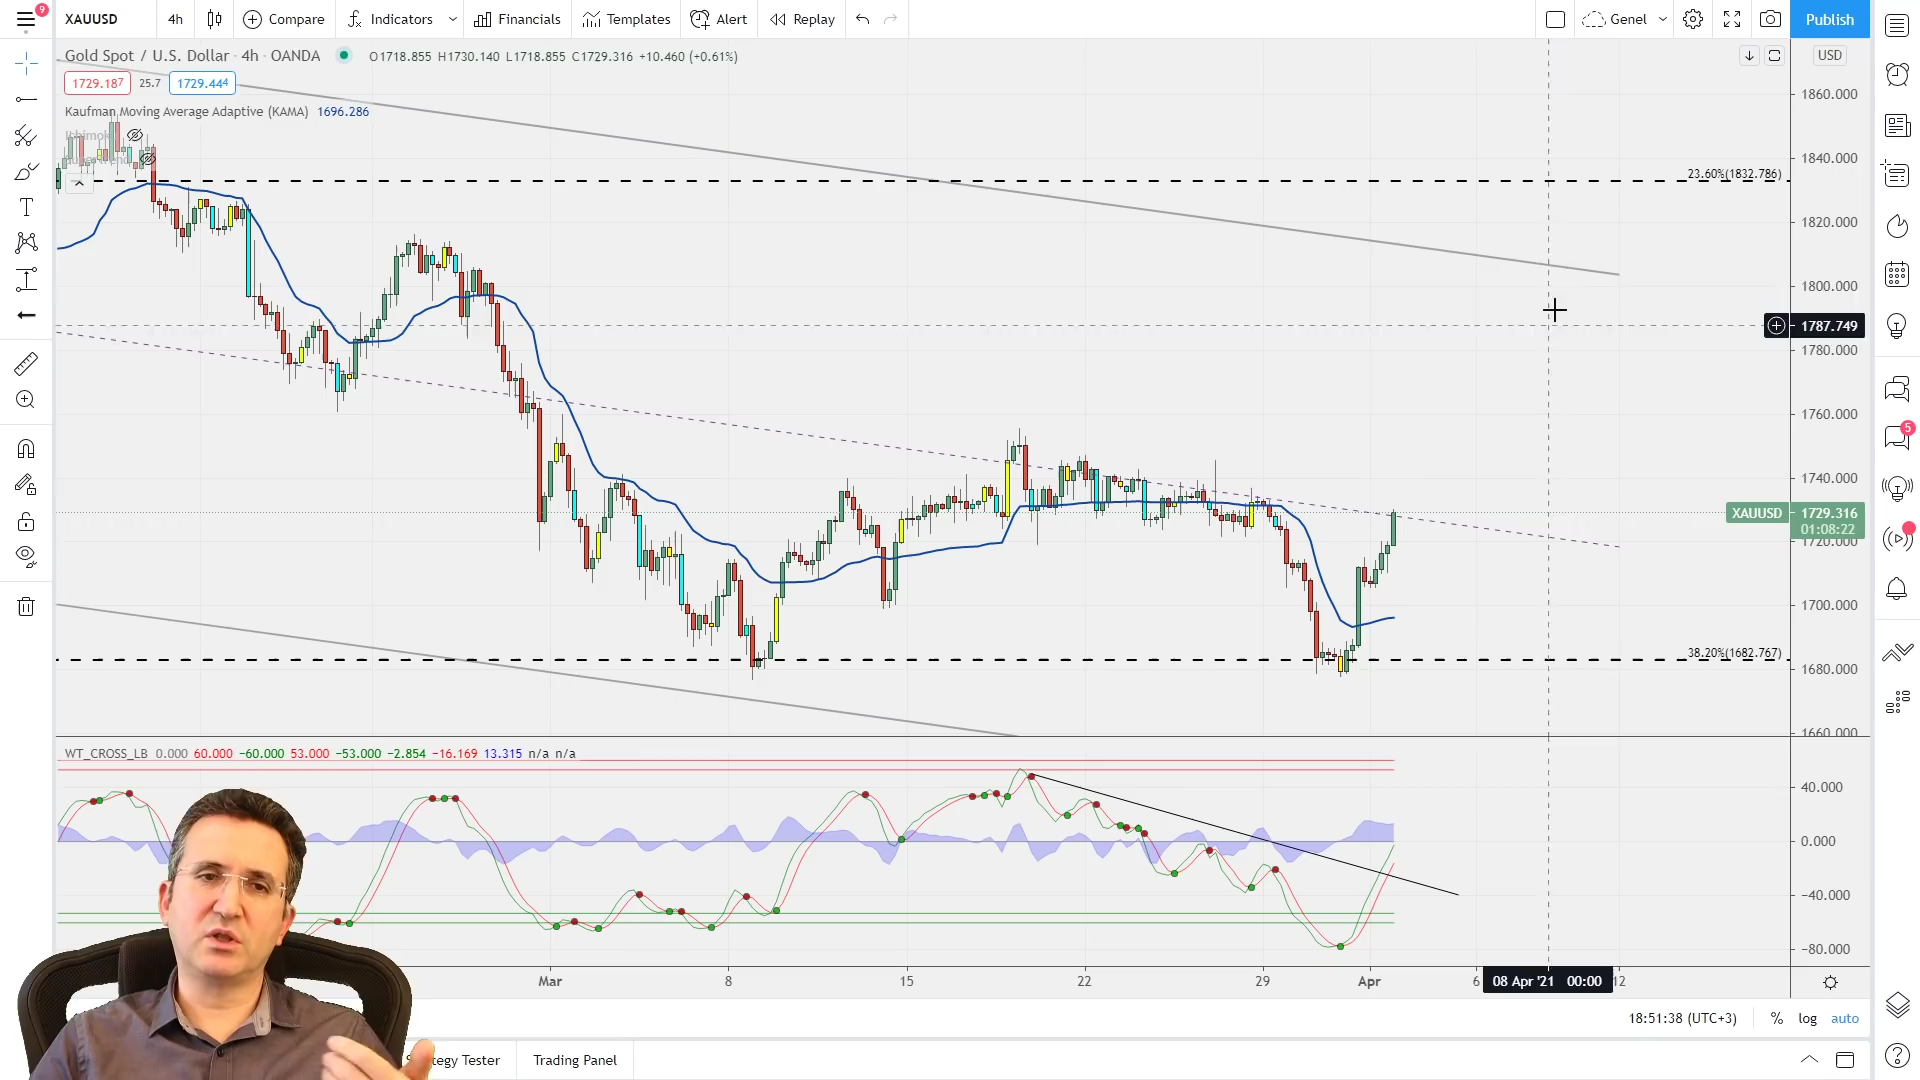 9 XAUUSD 4h Compare Indicators Financials Templates Alert Replay Genel Publish
Gold Spot / U.S. Dollar · 4h · OANDA O1718.855 H1730.140 L1718.855 C1729.316 +10.460 (+0.61%) USD
1729.187 25.7 1729.444
Kaufman Moving Average Adaptive (KAMA) 1696.286
1860.000
1840.000
23.60%(1832.786)
1820.000
1800.000
1787.749
1780.000
1760.000
1740.000
XAUUSD 1729.316
01:08:22
1720.000
1700.000
38.20%(1682.767)
1680.000
1660.000
WT_CROSS_LB 0.000 60.000 −60.000 53.000 −53.000 −2.854 −16.169 13.315 n/a n/a
40.000
0.000
−40.000
−80.000
Mar 8 15 22 29 Apr 6 08 Apr '21 00:00 12
18:51:38 (UTC+3) % log auto
tegy Tester Trading Panel
5